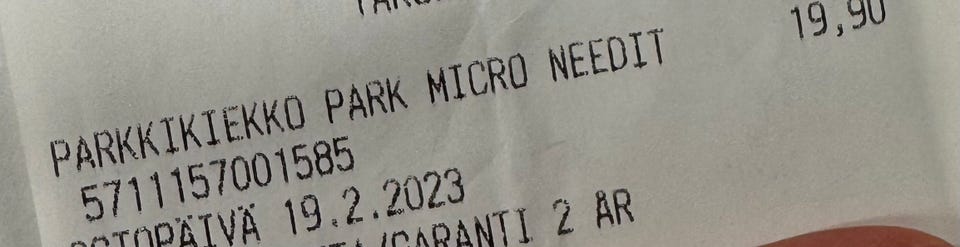 PARKKIKIEKKO PARK MICRO NEEDIT 19,90
5711157001585
OSTOPÄIVÄ 19.2.2023
/GARANTI 2 ÅR